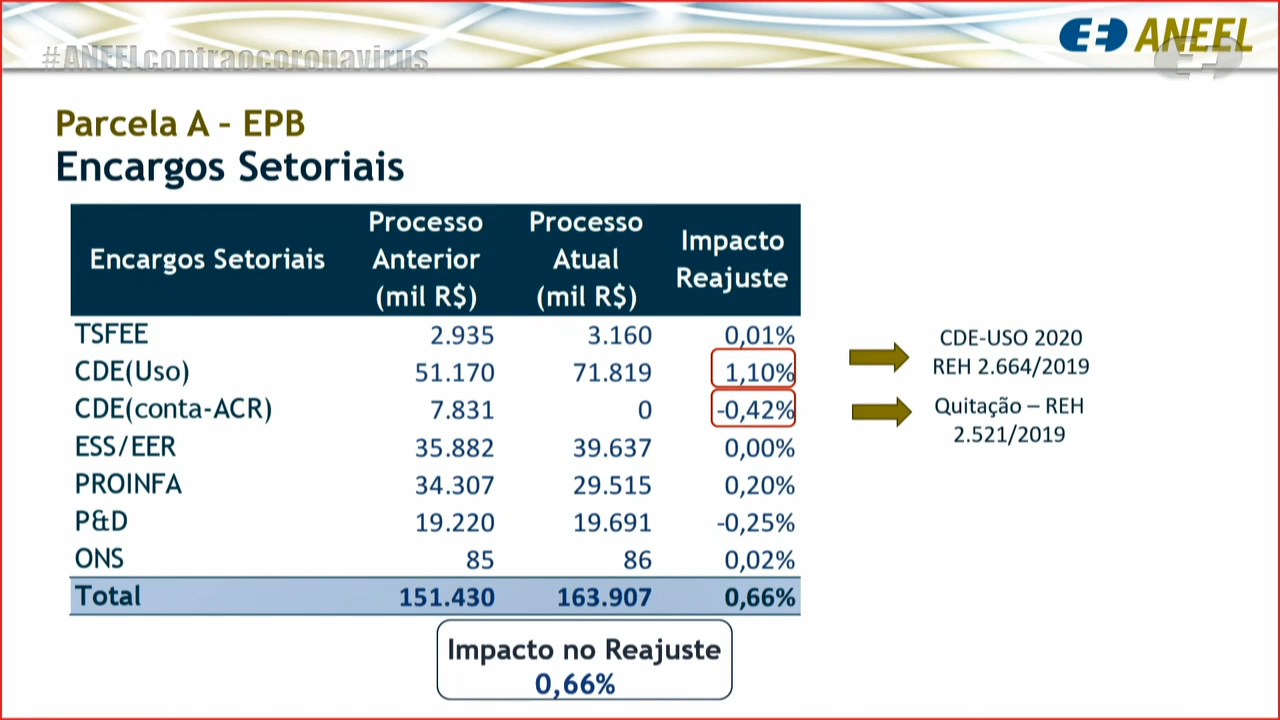 #ANEELcontraocoronavirus
ANEEL
Parcela A - EPB
Encargos Setoriais
Encargos Setoriais Processo Anterior (mil R$) Processo Atual (mil R$) Impacto Reajuste
TSFEE 2.935 3.160 0,01%
CDE(Uso) 51.170 71.819 1,10%
CDE(conta-ACR) 7.831 0 -0,42%
ESS/EER 35.882 39.637 0,00%
PROINFA 34.307 29.515 0,20%
P&D 19.220 19.691 -0,25%
ONS 85 86 0,02%
Total 151.430 163.907 0,66%
CDE-USO 2020
REH 2.664/2019
Quitação – REH
2.521/2019
Impacto no Reajuste
0,66%